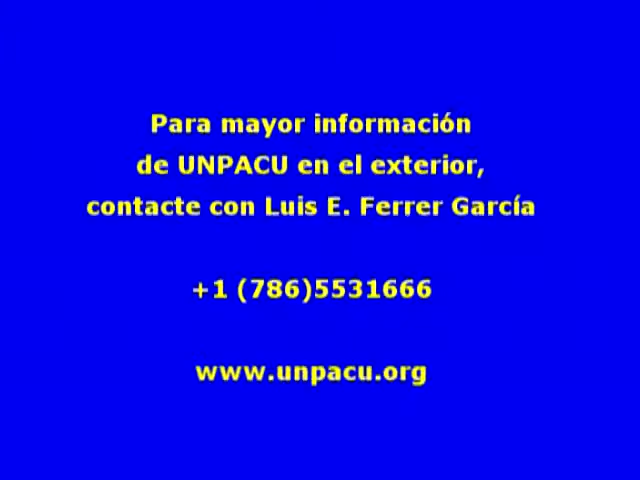 Para mayor información
de UNPACU en el exterior,
contacte con Luis E. Ferrer García
+1 (786)5531666
www.unpacu.org